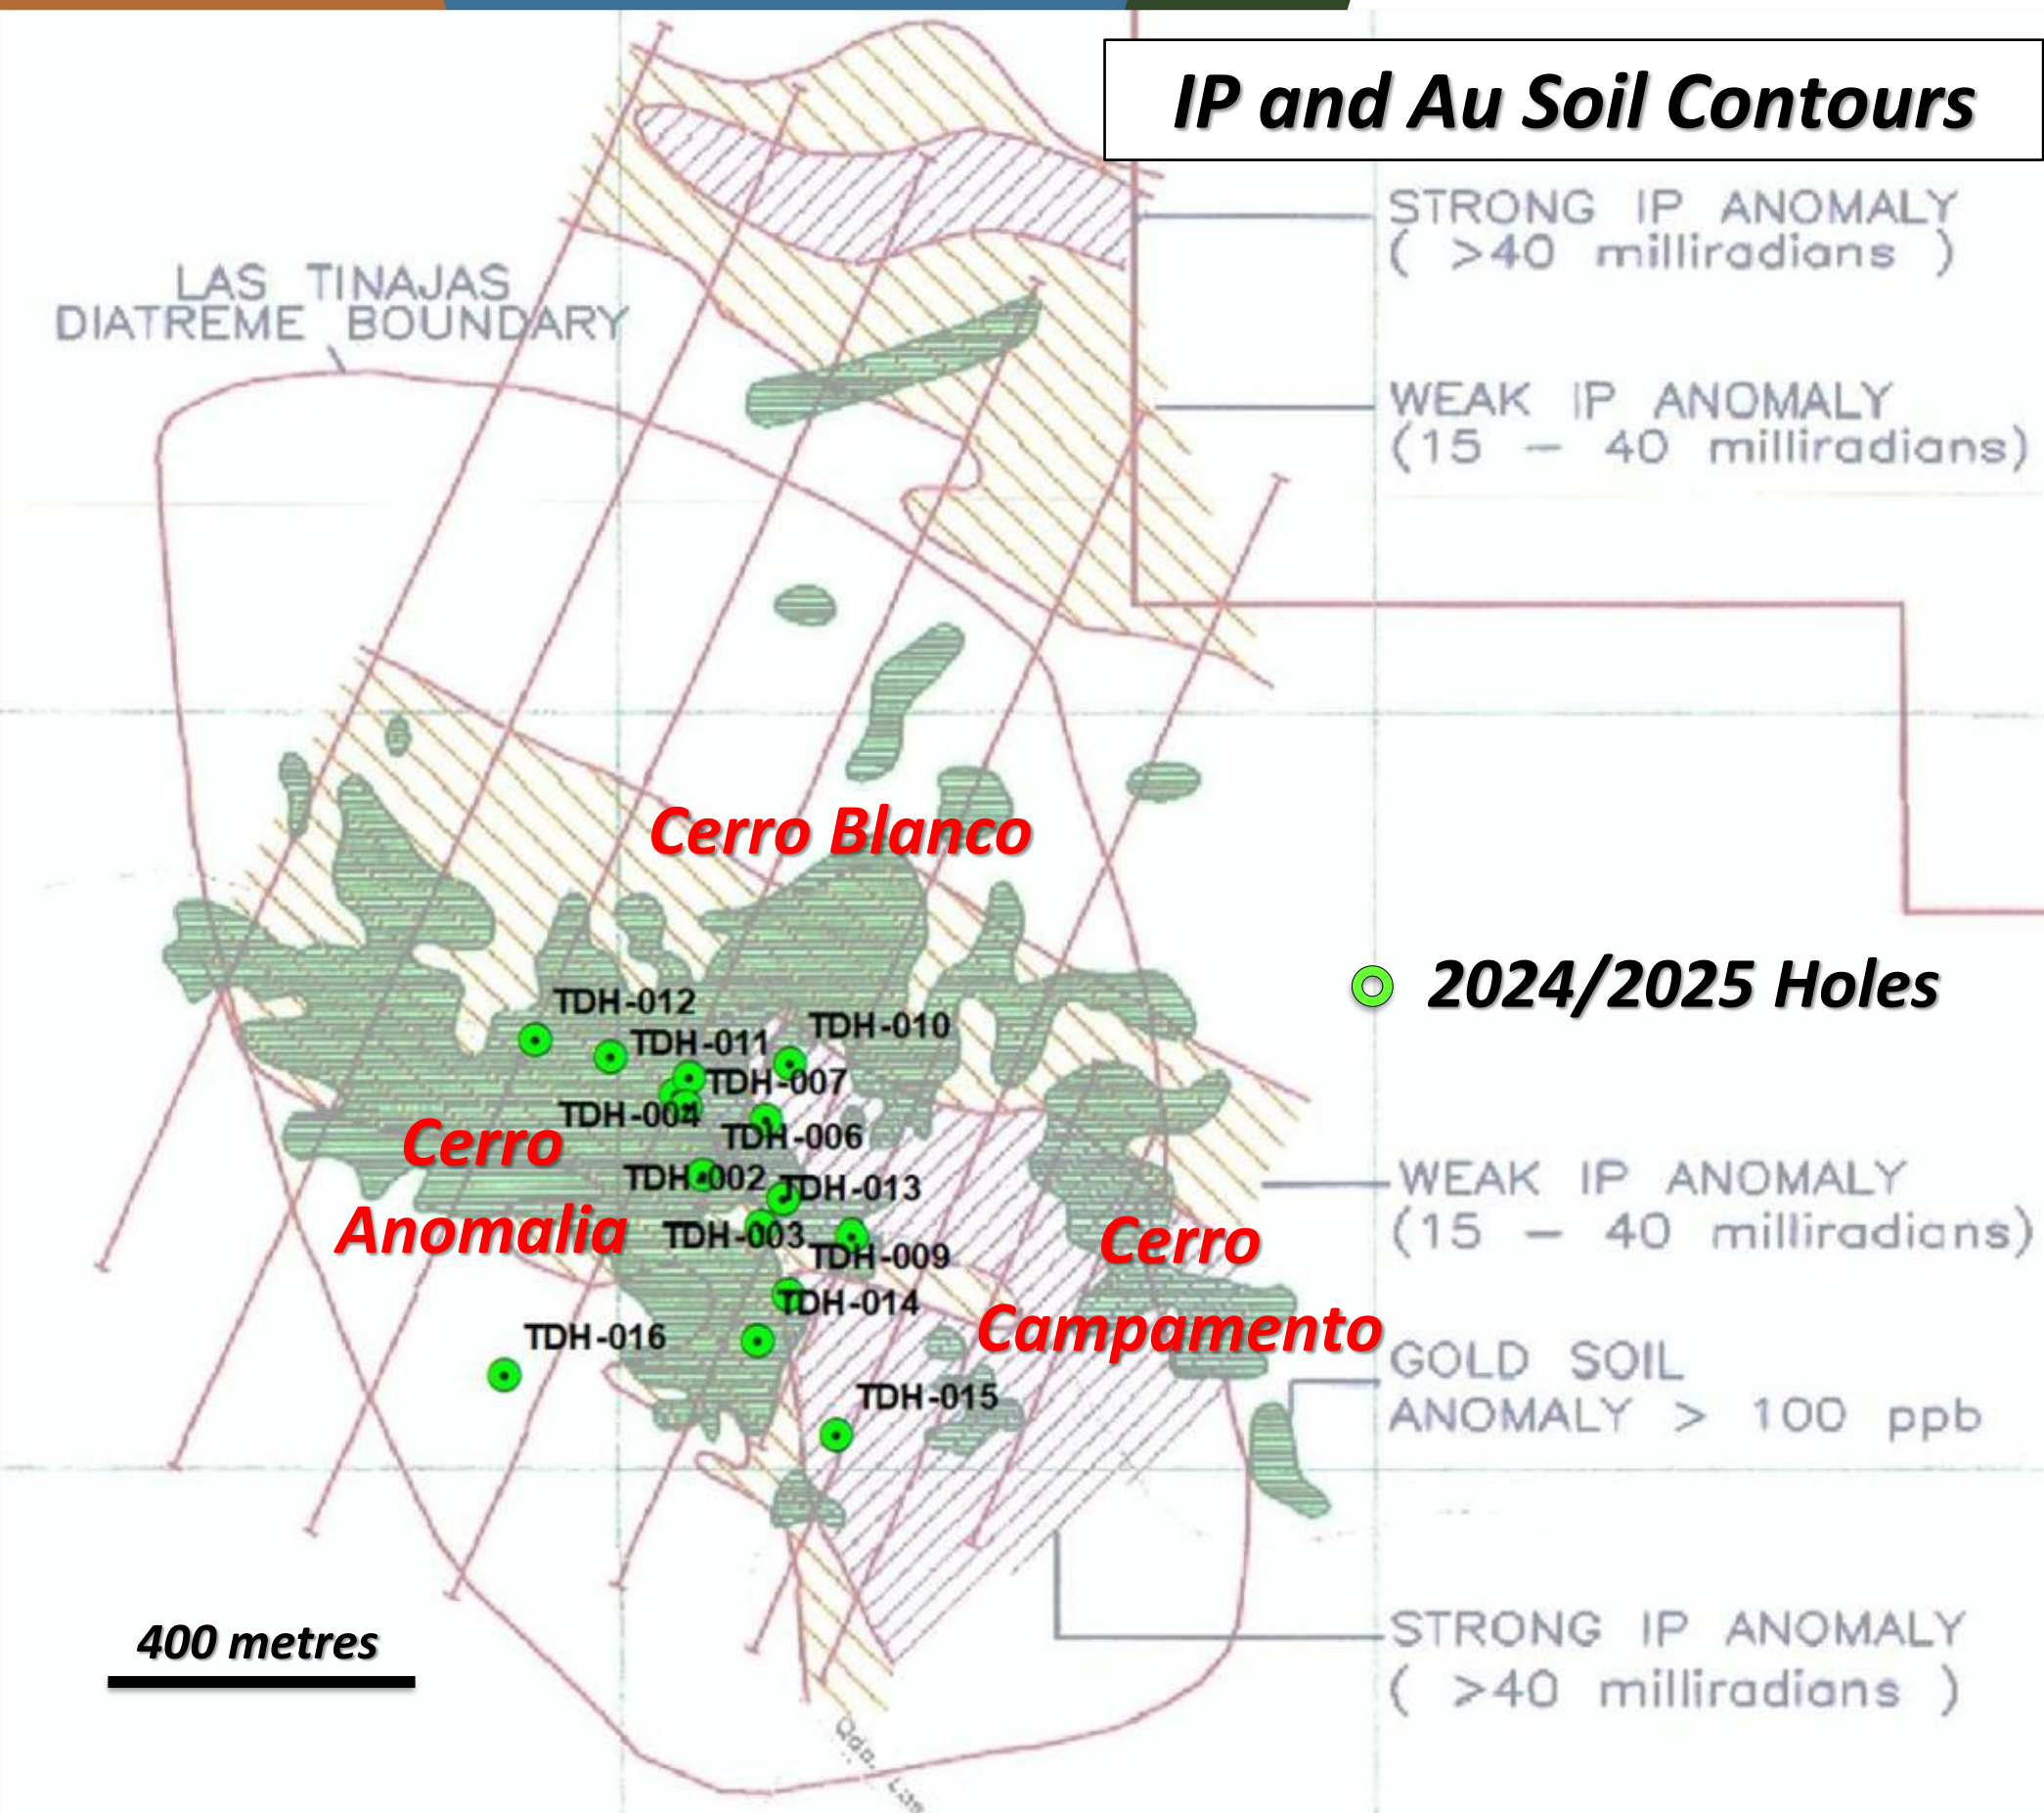 IP and Au Soil Contours
STRONG IP ANOMALY
( >40 milliradians )
LAS TINAJAS
DIATREME BOUNDARY
WEAK IP ANOMALY
(15 – 40 milliradians)
Cerro Blanco
2024/2025 Holes
TDH-012
TDH-010
TDH-011
TDH-007
TDH-004
TDH-006
Cerro
Anomalia
TDH-002
TDH-013
TDH-003
TDH-009
TDH-014
WEAK IP ANOMALY
(15 – 40 milliradians)
Cerro
Campamento
TDH-016
GOLD SOIL
ANOMALY > 100 ppb
TDH-015
STRONG IP ANOMALY
( >40 milliradians )
400 metres
Qda. Las